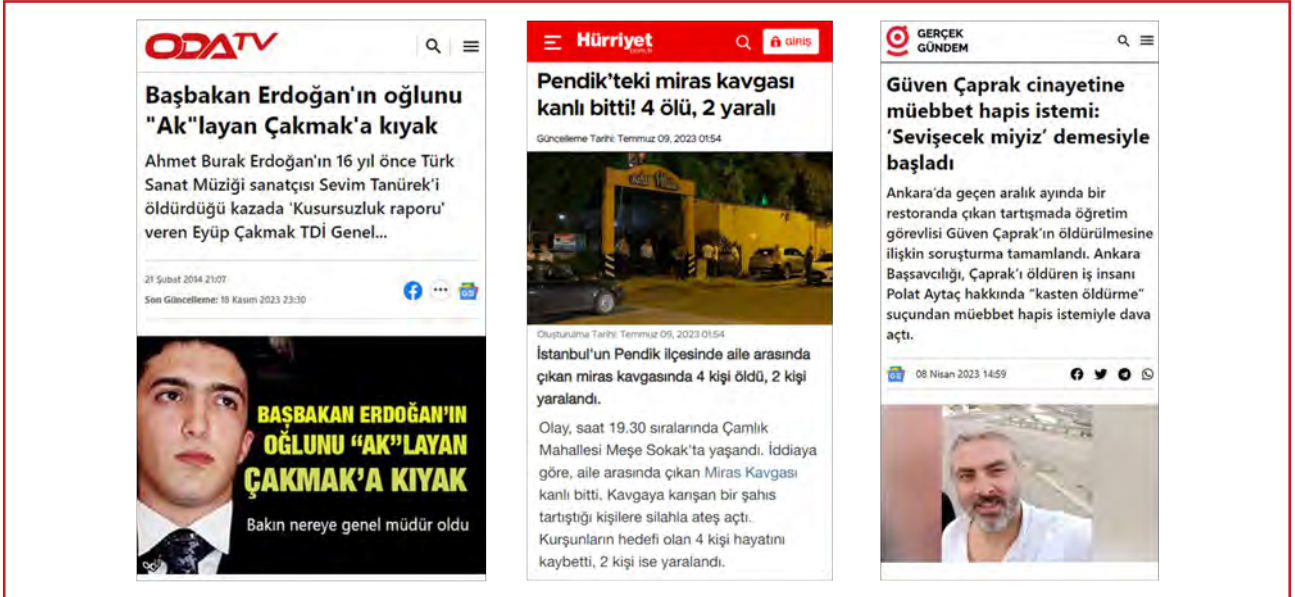 ODATV
Başbakan Erdoğan'ın oğlunu
"Ak"layan Çakmak'a kıyak
Ahmet Burak Erdoğan'ın 16 yıl önce Türk
Sanat Müziği sanatçısı Sevim Tanürek'i
öldürdüğü kazada 'Kusursuzluk raporu'
veren Eyüp Çakmak TDİ Genel...
21 Şubat 2014 21:07
Son Güncelleme: 18 Kasım 2023 23:30
BAŞBAKAN ERDOĞAN'IN
OĞLUNU “AK”LAYAN
ÇAKMAK'A KIYAK
Bakın nereye genel müdür oldu
Hürriyet
.com.tr
GİRİŞ
Pendik’teki miras kavgası
kanlı bitti! 4 ölü, 2 yaralı
Güncelleme Tarihi: Temmuz 09, 2023 01:54
Oluşturulma Tarihi: Temmuz 09, 2023 01:54
İstanbul'un Pendik ilçesinde aile arasında
çıkan miras kavgasında 4 kişi öldü, 2 kişi
yaralandı.
Olay, saat 19.30 sıralarında Çamlık
Mahallesi Meşe Sokak'ta yaşandı. İddiaya
göre, aile arasında çıkan Miras Kavgası
kanlı bitti. Kavgaya karışan bir şahıs
tartıştığı kişilere silahla ateş açtı.
Kurşunların hedefi olan 4 kişi hayatını
kaybetti, 2 kişi ise yaralandı.
GERÇEK
GÜNDEM
Güven Çaprak cinayetine
müebbet hapis istemi:
‘Sevişecek miyiz’ demesiyle
başladı
Ankara’da geçen aralık ayında bir
restoranda çıkan tartışmada öğretim
görevlisi Güven Çaprak’ın öldürülmesine
ilişkin soruşturma tamamlandı. Ankara
Başsavcılığı, Çaprak’ı öldüren iş insanı
Polat Aytaç hakkında “kasten öldürme”
suçundan müebbet hapis istemiyle dava
açtı.
08 Nisan 2023 14:59